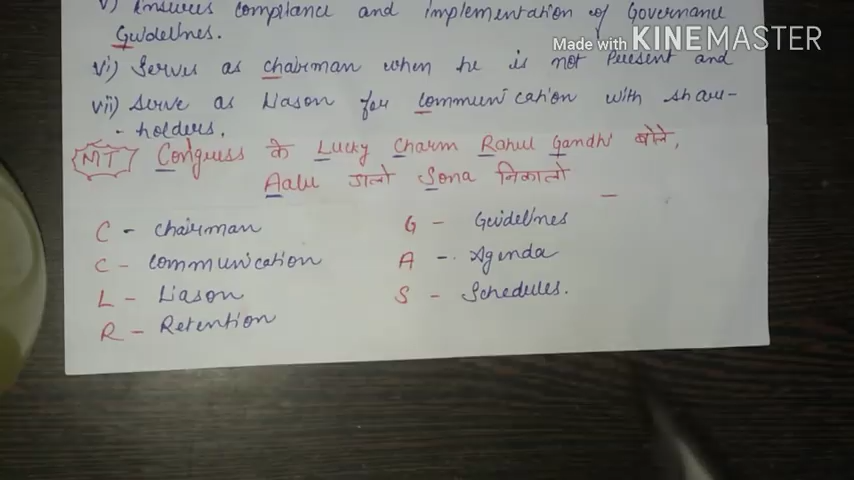 v) Ensures compliance and implementation of Governance
Guidelines.
Made with KINEMASTER
vi) Serves as chairman when he is not Present and
vii) Serve as Liason for communication with share-
- holders.
MT Congress के Lucky Charm Rahul Gandhi बोले,
Aalu डालो Sona निकालो
C - Chairman
C - Communication
L - Liason
R - Retention
G - Guidelines
A - Agenda
S - Schedules.